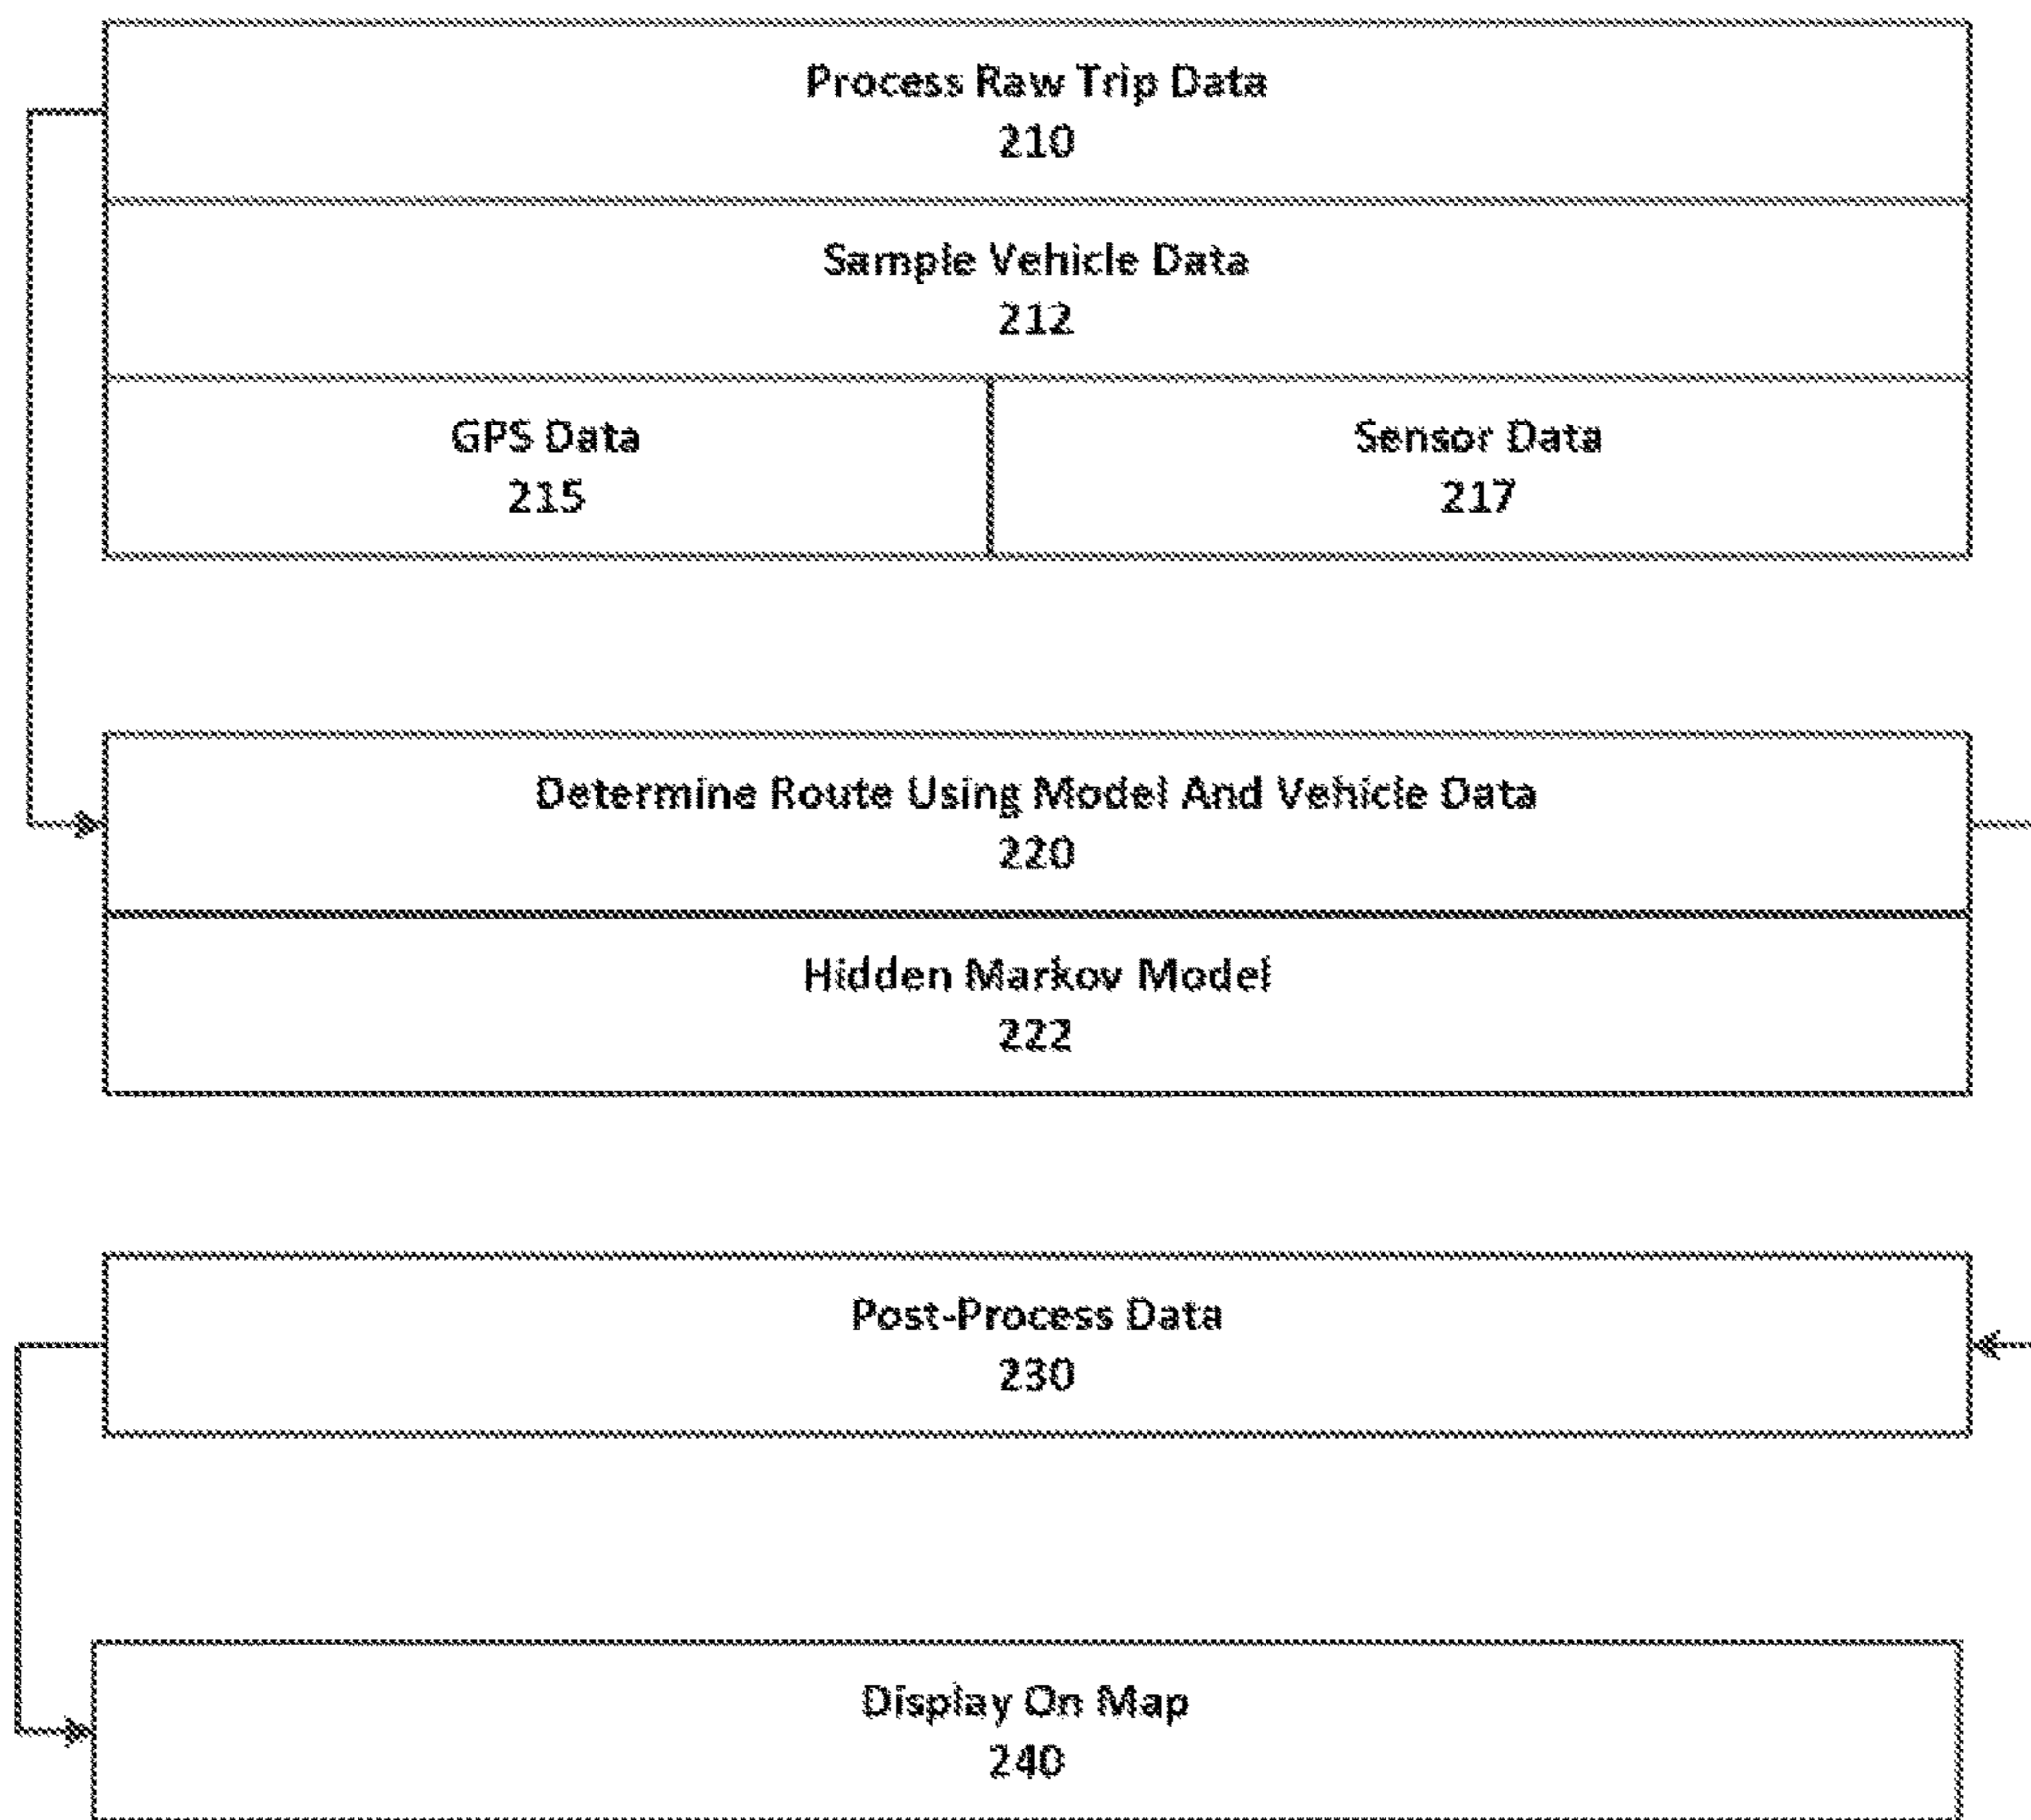 Process Raw Trip Data
210
Sample Vehicle Data
212
GPS Data
215
Sensor Data
217
Determine Route Using Model And Vehicle Data
220
Hidden Markov Model
222
Post-Process Data
230
Display On Map
240